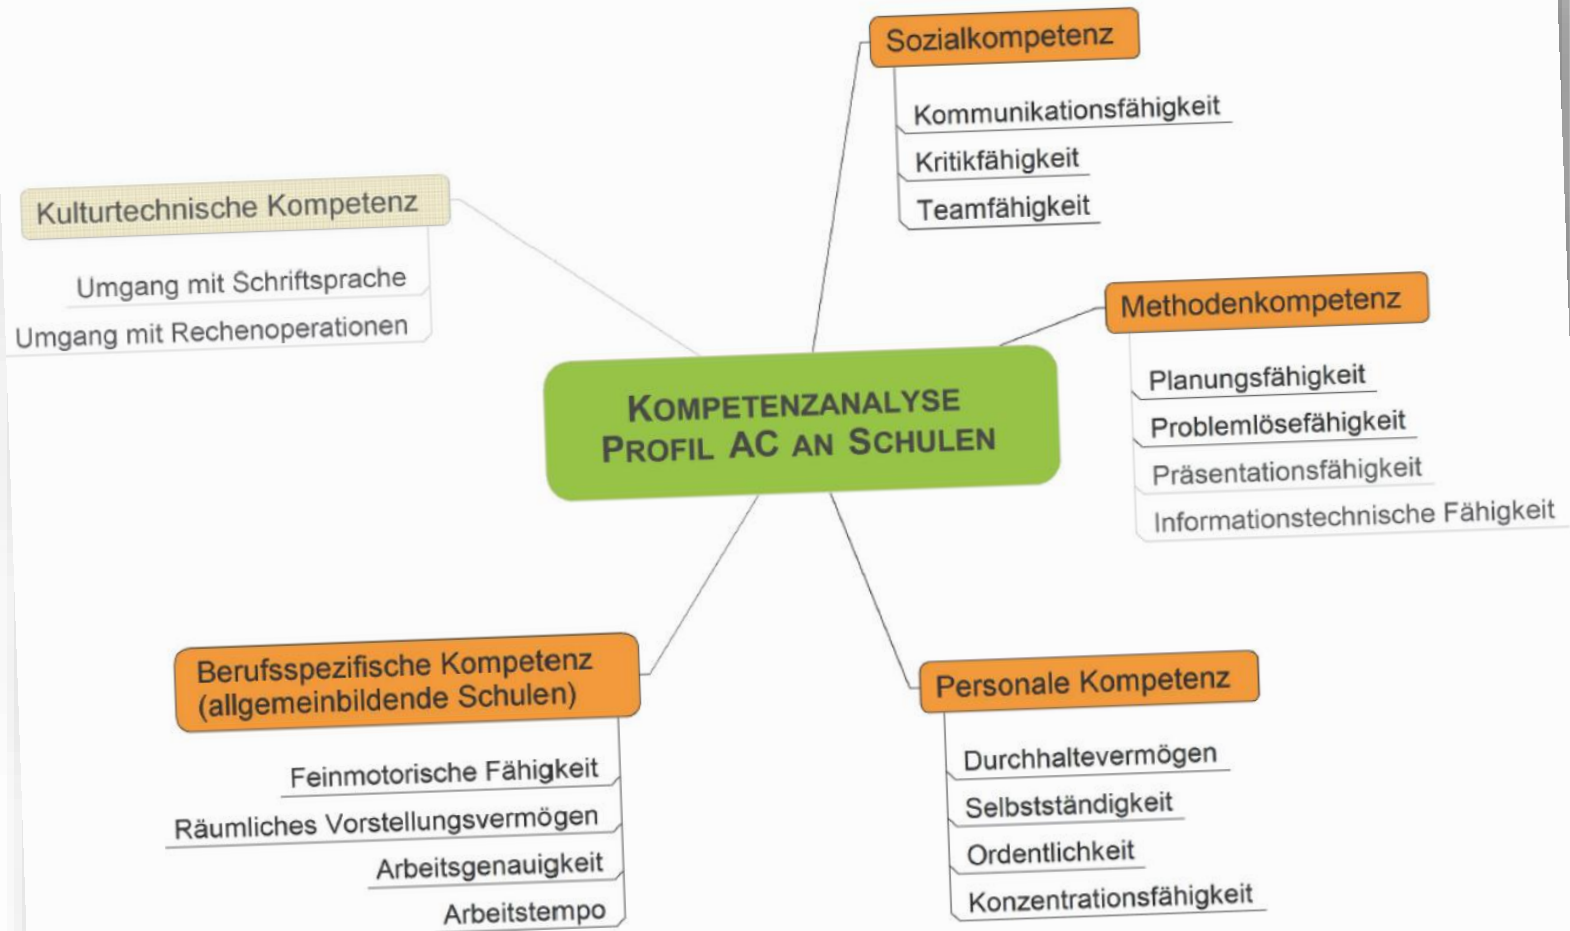 Sozialkompetenz
Kommunikationsfähigkeit
Kritikfähigkeit
Teamfähigkeit
Kulturtechnische Kompetenz
Umgang mit Schriftsprache
Umgang mit Rechenoperationen
Methodenkompetenz
Planungsfähigkeit
Problemlösefähigkeit
Präsentationsfähigkeit
Informationstechnische Fähigkeit
KOMPETENZANALYSE
PROFIL AC AN SCHULEN
Berufsspezifische Kompetenz
(allgemeinbildende Schulen)
Feinmotorische Fähigkeit
Räumliches Vorstellungsvermögen
Arbeitsgenauigkeit
Arbeitstempo
Personale Kompetenz
Durchhaltevermögen
Selbstständigkeit
Ordentlichkeit
Konzentrationsfähigkeit